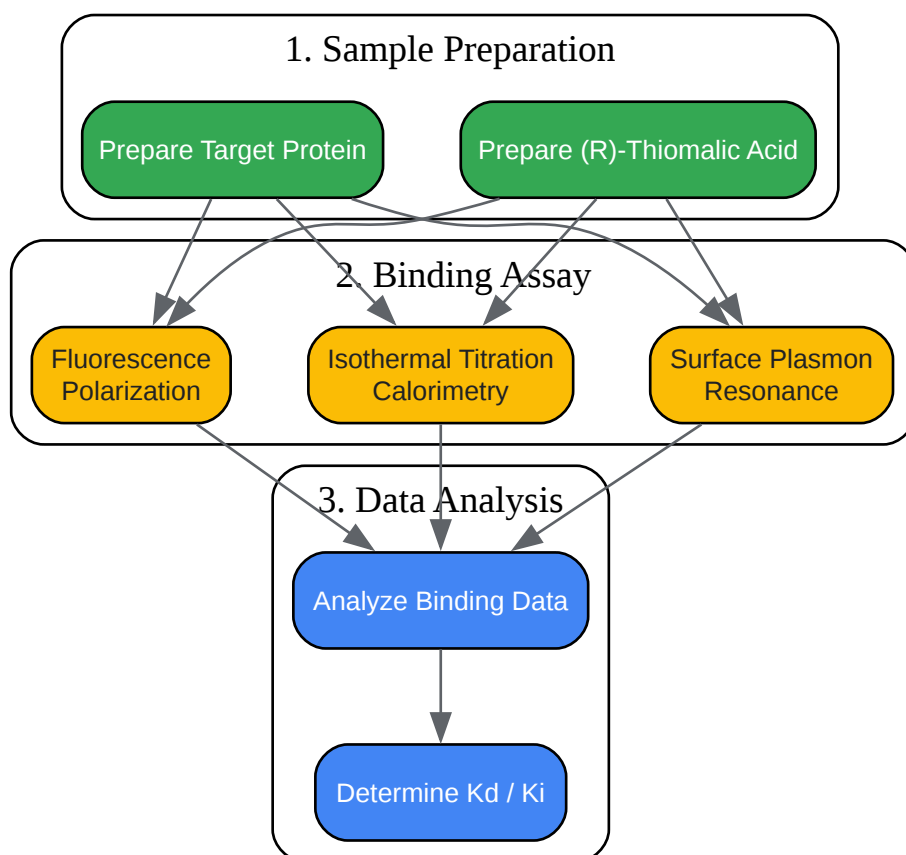 1. Sample Preparation
Prepare Target Protein
Prepare (R)-Thiomalic Acid
2. Binding Assay
Fluorescence
Polarization
Isothermal Titration
Calorimetry
Surface Plasmon
Resonance
3. Data Analysis
Analyze Binding Data
Determine Kd / Ki